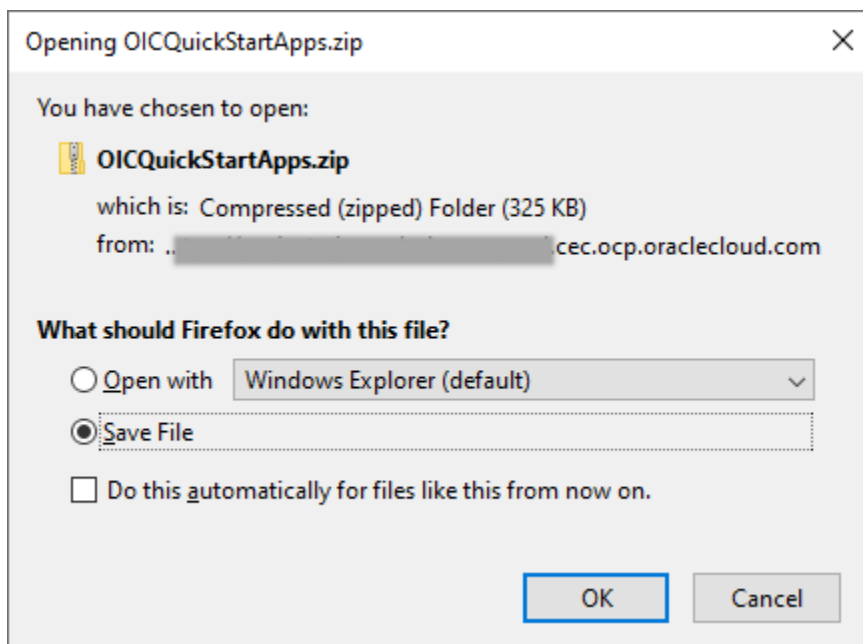 Opening OICQuickStartApps.zip
You have chosen to open:
OICQuickStartApps.zip
which is: Compressed (zipped) Folder (325 KB)
from: ..cec.ocp.oraclecloud.com
What should Firefox do with this file?
Open with Windows Explorer (default)
Save File
Do this automatically for files like this from now on.
OK Cancel